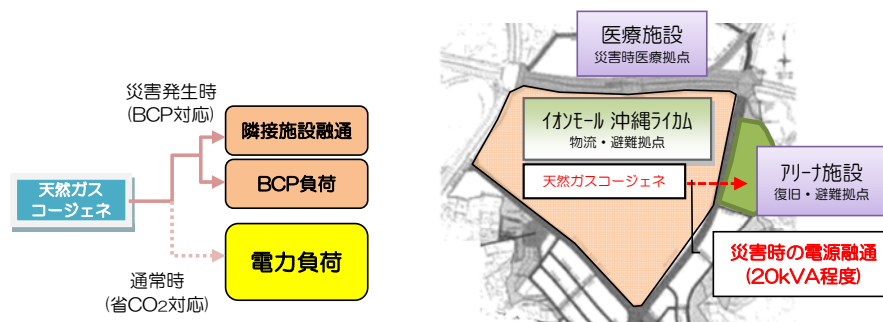 災害発生時
(BCP対応)
隣接施設融通
BCP負荷
天然ガス
コージェネ
電力負荷
通常時
(省CO2対応)
医療施設
災害時医療拠点
イオンモール 沖縄ライカム
物流・避難拠点
天然ガスコージェネ
アリーナ施設
復旧・避難拠点
災害時の電源融通
(20kVA程度)